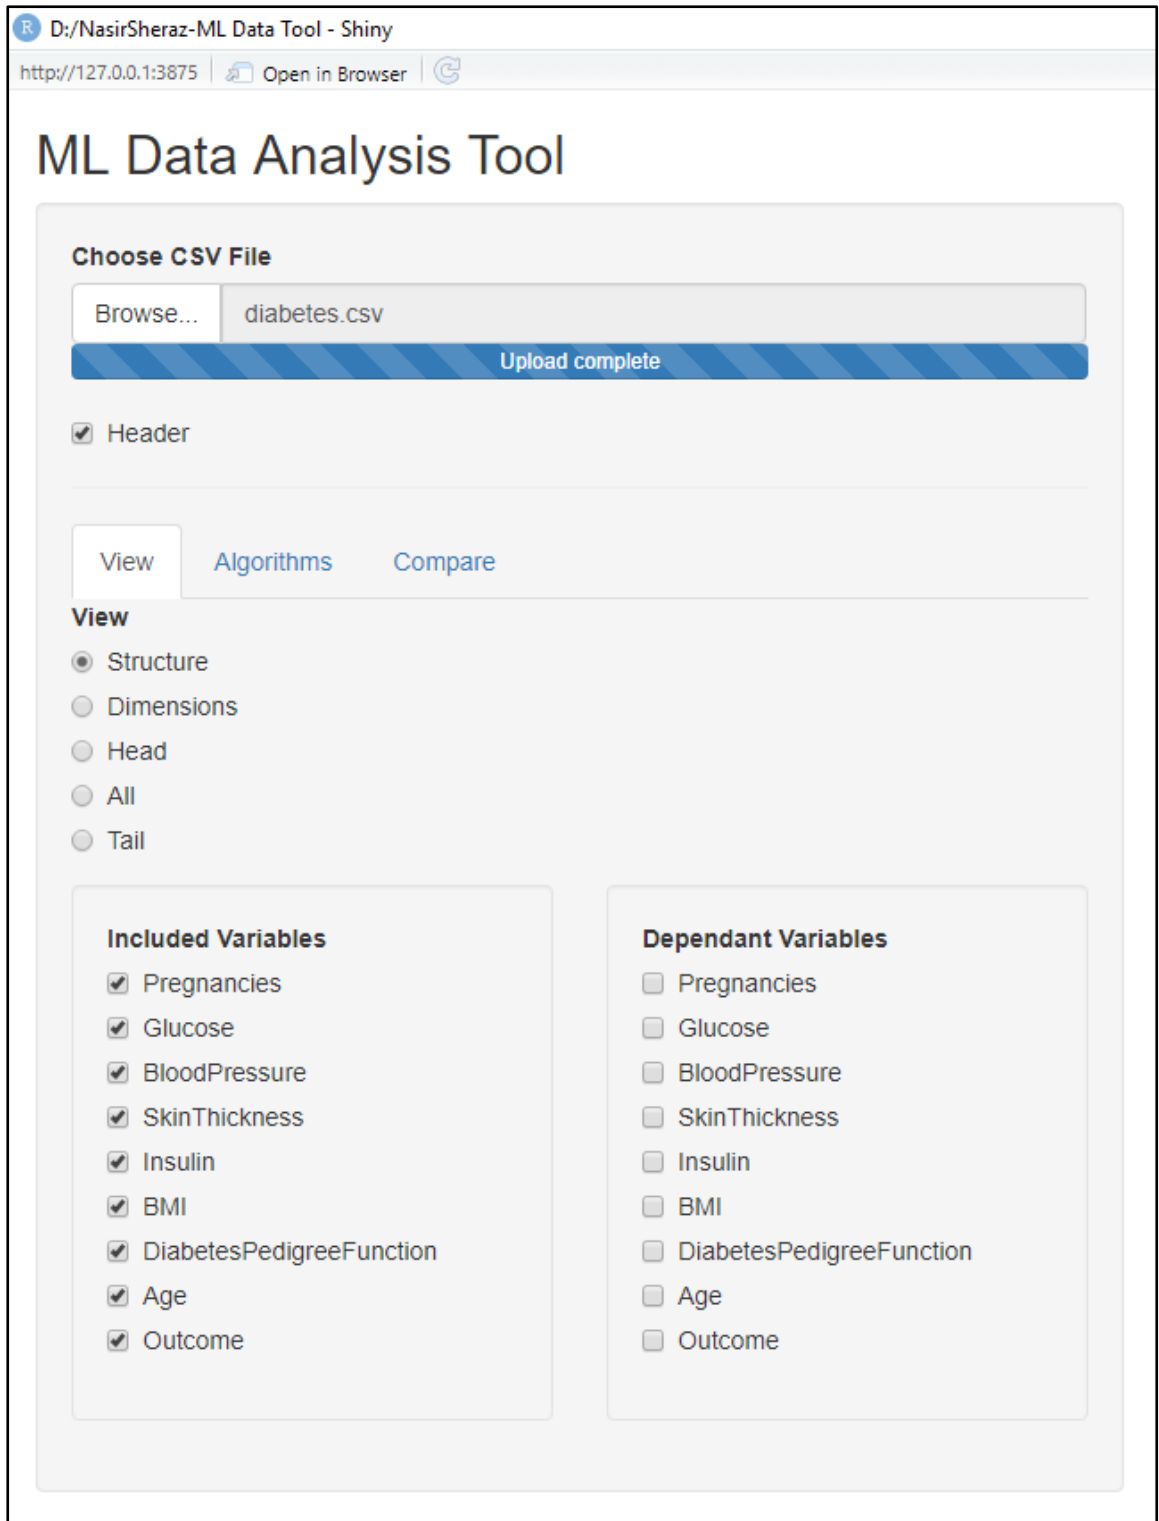 R D:/NasirSheraz-ML Data Tool - Shiny
http://127.0.0.1:3875 Open in Browser
ML Data Analysis Tool
Choose CSV File
Browse... diabetes.csv
Upload complete
Header
View Algorithms Compare
View
Structure
Dimensions
Head
All
Tail
Included Variables
Pregnancies
Glucose
BloodPressure
SkinThickness
Insulin
BMI
DiabetesPedigreeFunction
Age
Outcome
Dependant Variables
Pregnancies
Glucose
BloodPressure
SkinThickness
Insulin
BMI
DiabetesPedigreeFunction
Age
Outcome